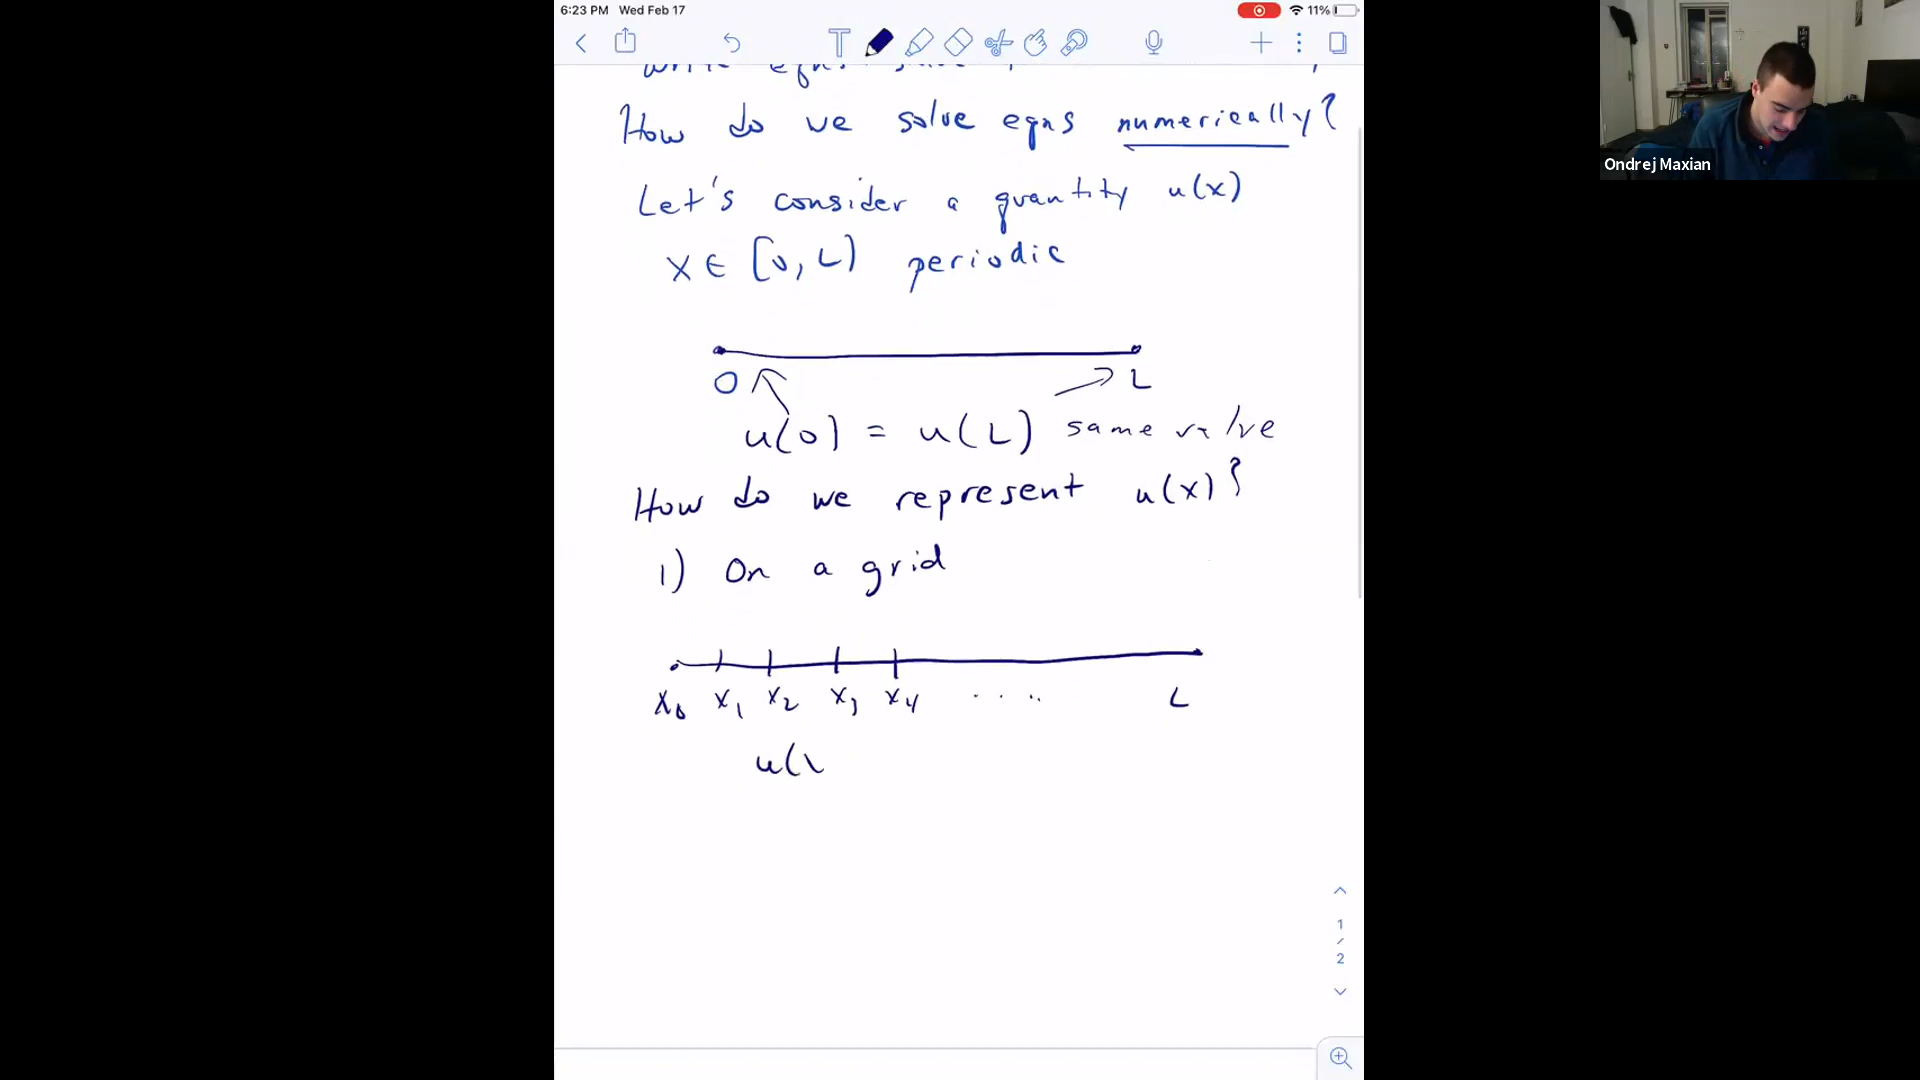 6:23 PM Wed Feb 17
11%
How do we solve eqns numerically?
Let's consider a quantity u(x)
x ∈ [0, L) periodic
0 L
u(0) = u(L) same value
How do we represent u(x)?
1) On a grid
x₀ x₁ x₂ x₃ x₄ ..... L
u(
1
/
2
Ondrej Maxian